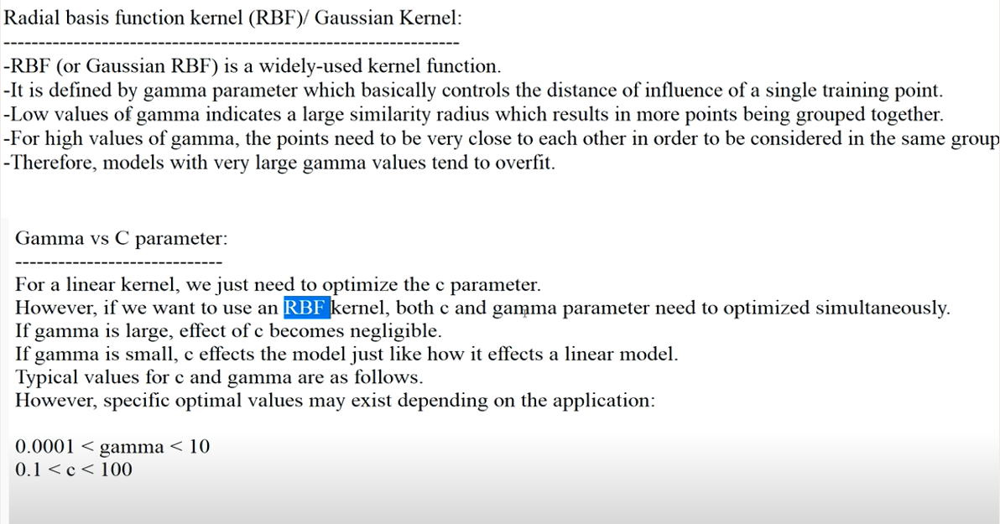 Radial basis function kernel (RBF)/ Gaussian Kernel:
-----------------------------------------------------------------
-RBF (or Gaussian RBF) is a widely-used kernel function.
-It is defined by gamma parameter which basically controls the distance of influence of a single training point.
-Low values of gamma indicates a large similarity radius which results in more points being grouped together.
-For high values of gamma, the points need to be very close to each other in order to be considered in the same group
-Therefore, models with very large gamma values tend to overfit.
Gamma vs C parameter:
-----------------------------
For a linear kernel, we just need to optimize the c parameter.
However, if we want to use an RBF kernel, both c and gamma parameter need to optimized simultaneously.
If gamma is large, effect of c becomes negligible.
If gamma is small, c effects the model just like how it effects a linear model.
Typical values for c and gamma are as follows.
However, specific optimal values may exist depending on the application:
0.0001 < gamma < 10
0.1 < c < 100